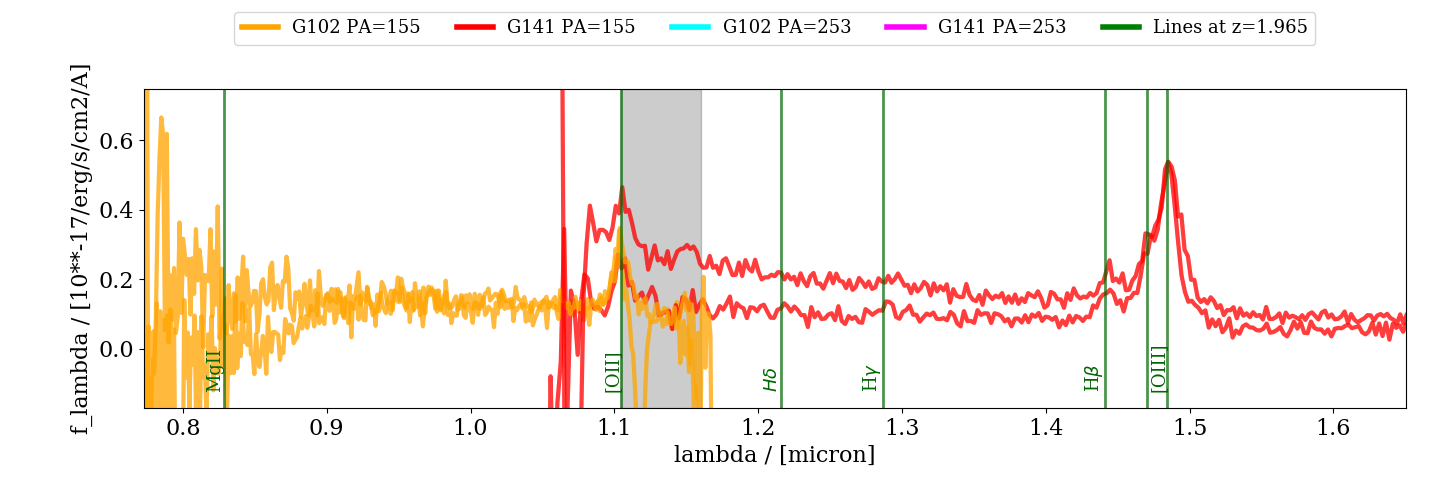 G102 PA=155 G141 PA=155 G102 PA=253 G141 PA=253 Lines at z=1.965
f_lambda / [10**-17/erg/s/cm2/A]
0.6
0.4
0.2
0.0
MgII
[OII]
Hδ
Hγ
Hβ
[OIII]
0.8 0.9 1.0 1.1 1.2 1.3 1.4 1.5 1.6
lambda / [micron]